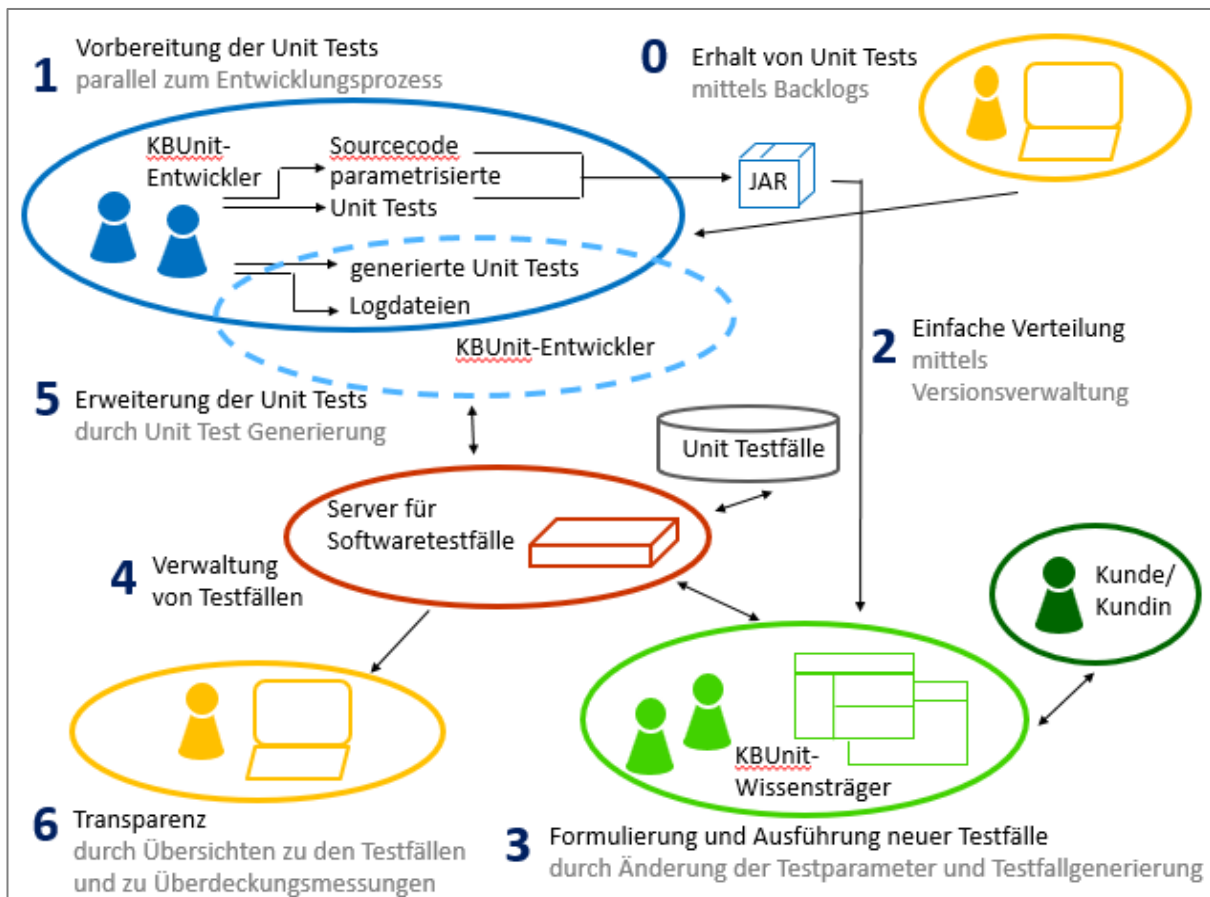 1
Vorbereitung der Unit Tests
parallel zum Entwicklungsprozess
0
Erhalt von Unit Tests
mittels Backlogs
KBUnit-
Entwickler
Sourcecode
parametrisierte
Unit Tests
JAR
generierte Unit Tests
Logdateien
KBUnit-Entwickler
2
Einfache Verteilung
mittels
Versionsverwaltung
5
Erweiterung der Unit Tests
durch Unit Test Generierung
Unit Testfälle
Server für
Softwaretestfälle
4
Verwaltung
von Testfällen
Kunde/
Kundin
KBUnit-
Wissensträger
6
Transparenz
durch Übersichten zu den Testfällen
und zu Überdeckungsmessungen
3
Formulierung und Ausführung neuer Testfälle
durch Änderung der Testparameter und Testfallgenerierung